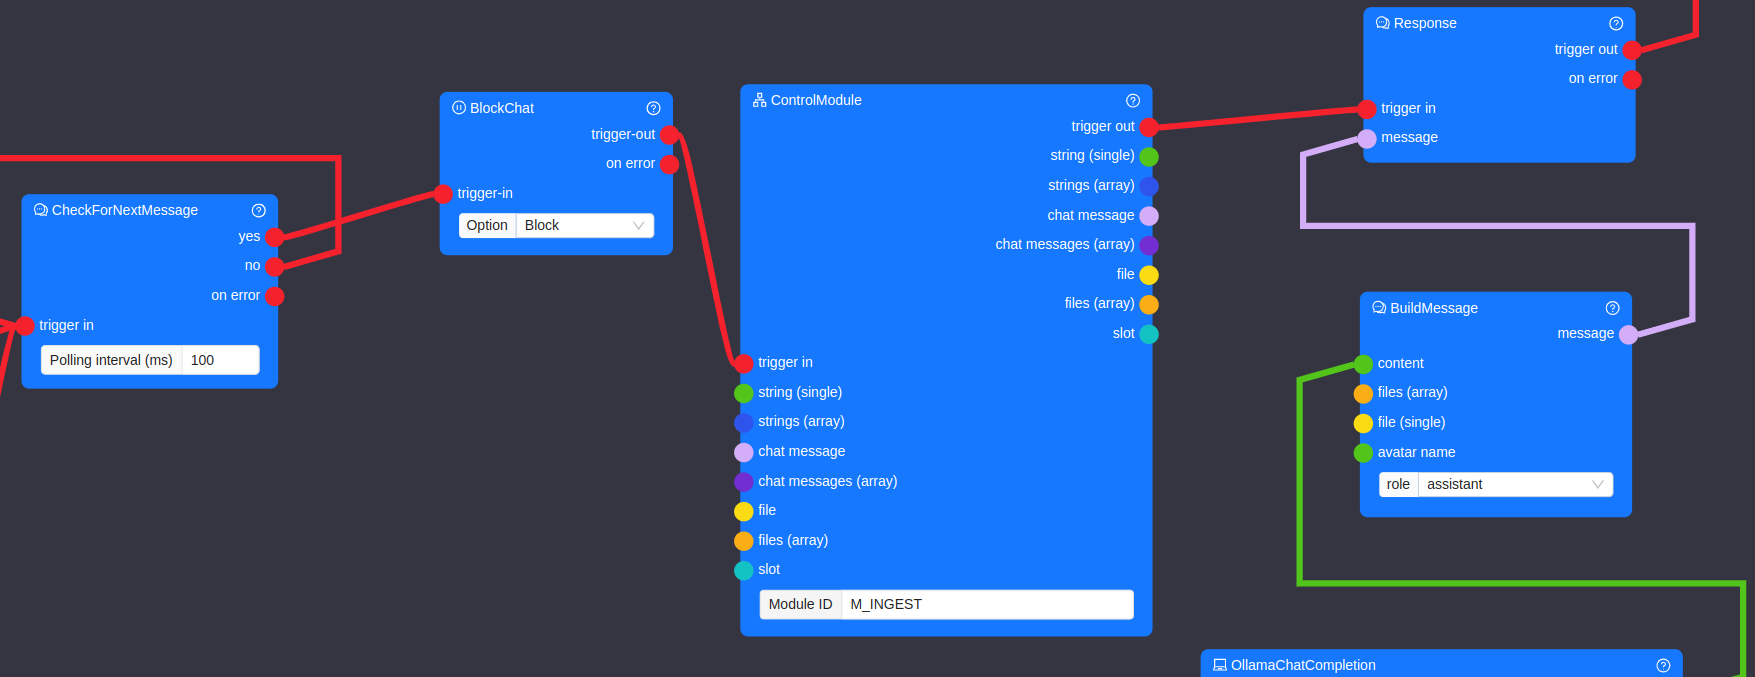 CheckForNextMessage
yes
no
on error
trigger in
Polling interval (ms) 100
BlockChat
trigger-out
on error
trigger-in
Option Block
ControlModule
trigger out
string (single)
strings (array)
chat message
chat messages (array)
file
files (array)
slot
trigger in
string (single)
strings (array)
chat message
chat messages (array)
file
files (array)
slot
Module ID M_INGEST
Response
trigger out
on error
trigger in
message
BuildMessage
message
content
files (array)
file (single)
avatar name
role assistant
OllamaChatCompletion